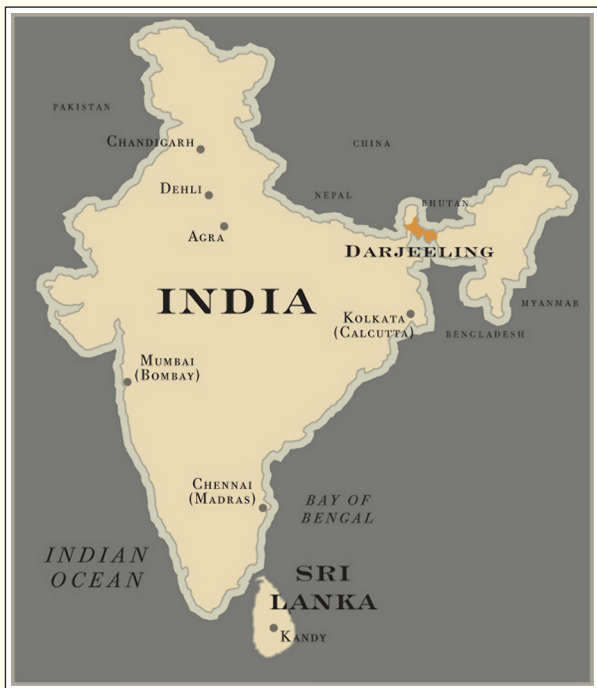 PAKISTAN
CHANDIGARH
CHINA
DEHLI
NEPAL
BHUTAN
AGRA
DARJEELING
INDIA
MYANMAR
KOLKATA
(CALCUTTA)
BENGLADESH
MUMBAI
(BOMBAY)
CHENNAI
(MADRAS)
BAY OF
BENGAL
INDIAN
OCEAN
SRI
LANKA
KANDY